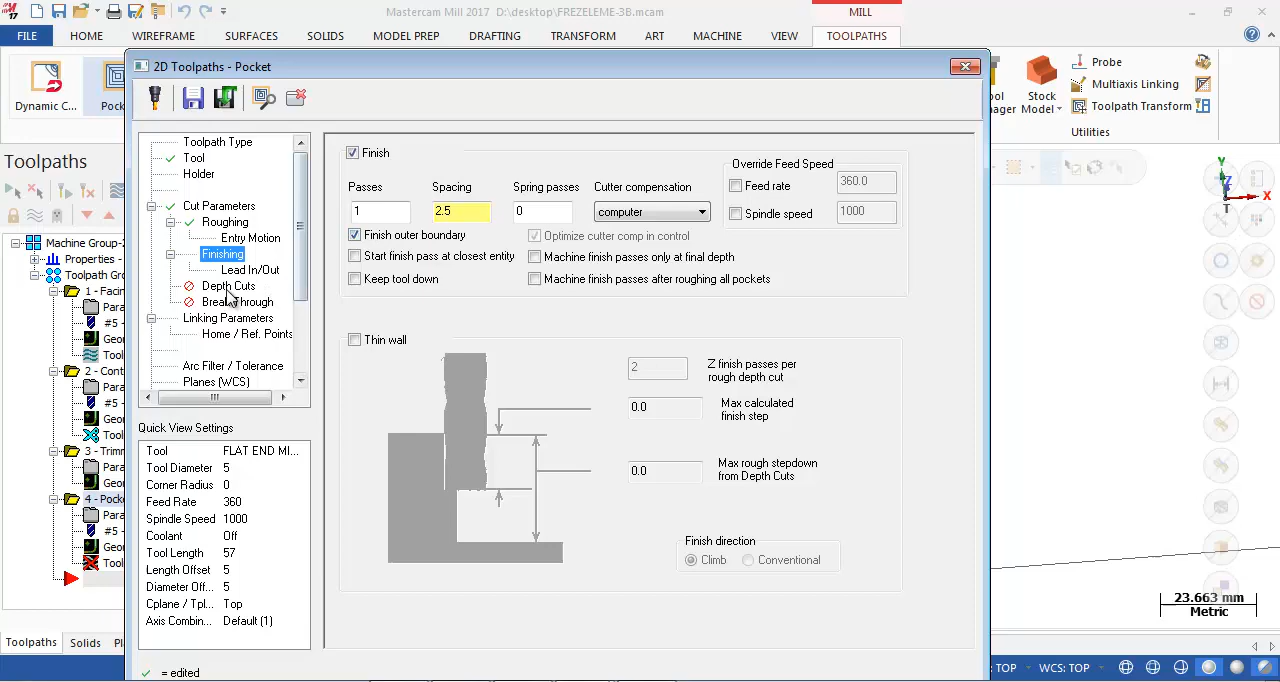 Mastercam Mill 2017 D:\desktop\FREZELEME-3B.mcam
MILL
17
FILE
HOME
WIREFRAME
SURFACES
SOLIDS
MODEL PREP
DRAFTING
TRANSFORM
ART
MACHINE
VIEW
TOOLPATHS
Dynamic C...
Pock
2D Toolpaths - Pocket
Stock
Model
Probe
Multiaxis Linking
Toolpath Transform
Utilities
Toolpaths
Machine Group-2
Properties -
Toolpath Gro
1 - Facin
Para
#5 -
Geor
Tool
2 - Cont
Para
#5 -
Geor
Tool
3 - Trimm
Para
Geor
4 - Pocke
Para
#5 -
Geor
Tool
Toolpaths
Solids
Pl
Toolpath Type
Tool
Holder
Cut Parameters
Roughing
Entry Motion
Finishing
Lead In/Out
Depth Cuts
Break Through
Linking Parameters
Home / Ref. Points
Arc Filter / Tolerance
Planes (WCS)
Quick View Settings
Tool FLAT END MI...
Tool Diameter 5
Corner Radius 0
Feed Rate 360
Spindle Speed 1000
Coolant Off
Tool Length 57
Length Offset 5
Diameter Off... 5
Cplane / Tpl... Top
Axis Combin... Default (1)
= edited
Finish
Passes
Spacing
Spring passes
Cutter compensation
1
2.5
0
computer
Override Feed Speed
Feed rate
360.0
Spindle speed
1000
Finish outer boundary
Optimize cutter comp in control
Start finish pass at closest entity
Machine finish passes only at final depth
Keep tool down
Machine finish passes after roughing all pockets
Thin wall
2
Z finish passes per
rough depth cut
0.0
Max calculated
finish step
0.0
Max rough stepdown
from Depth Cuts
Finish direction
Climb
Conventional
X
Y
Z
T
23.663 mm
Metric
: TOP
WCS: TOP